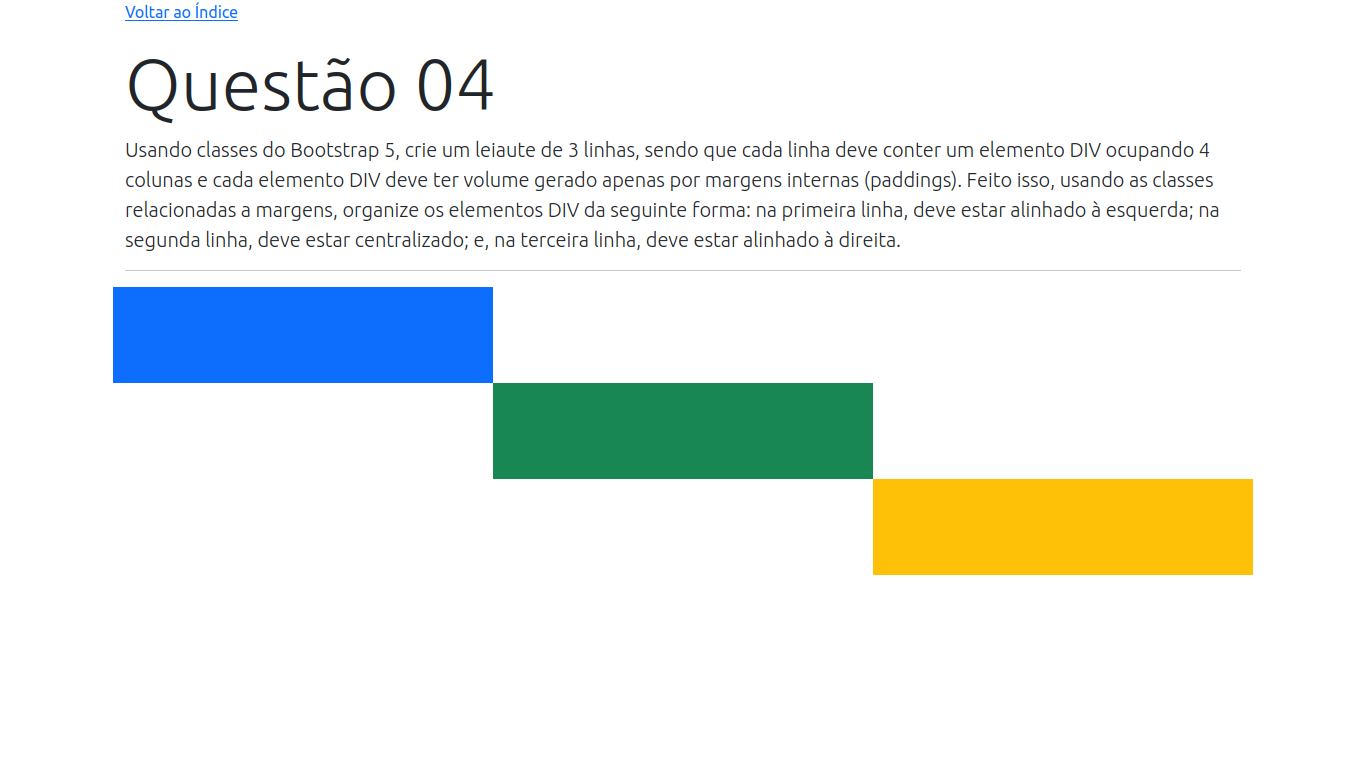 Voltar ao Índice
Questão 04
Usando classes do Bootstrap 5, crie um leiaute de 3 linhas, sendo que cada linha deve conter um elemento DIV ocupando 4
colunas e cada elemento DIV deve ter volume gerado apenas por margens internas (paddings). Feito isso, usando as classes
relacionadas a margens, organize os elementos DIV da seguinte forma: na primeira linha, deve estar alinhado à esquerda; na
segunda linha, deve estar centralizado; e, na terceira linha, deve estar alinhado à direita.